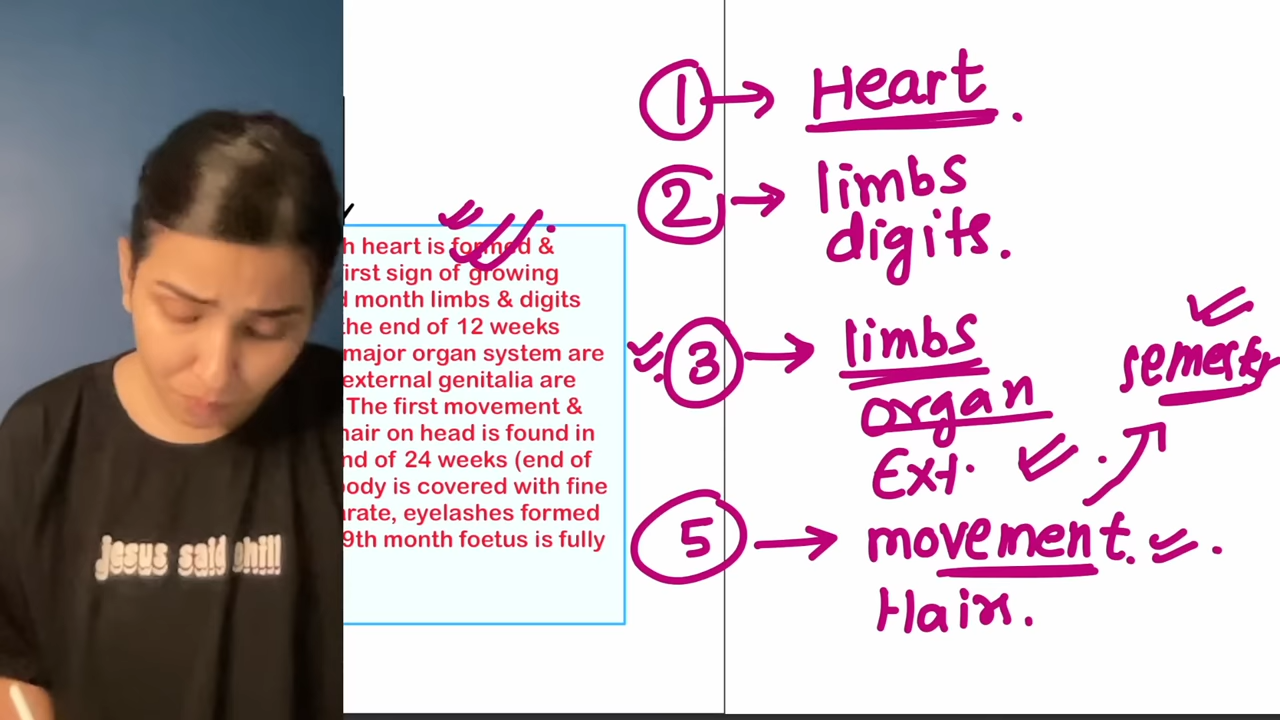 jesus said chill
h heart is formed &
first sign of growing
d month limbs & digits
the end of 12 weeks
major organ system are
external genitalia are
The first movement &
hair on head is found in
nd of 24 weeks (end of
body is covered with fine
arate, eyelashes formed
9th month foetus is fully
1 → Heart.
2 → limbs
digits.
3 → limbs
organ
Ext.
semester
5 → movement.
Hair.